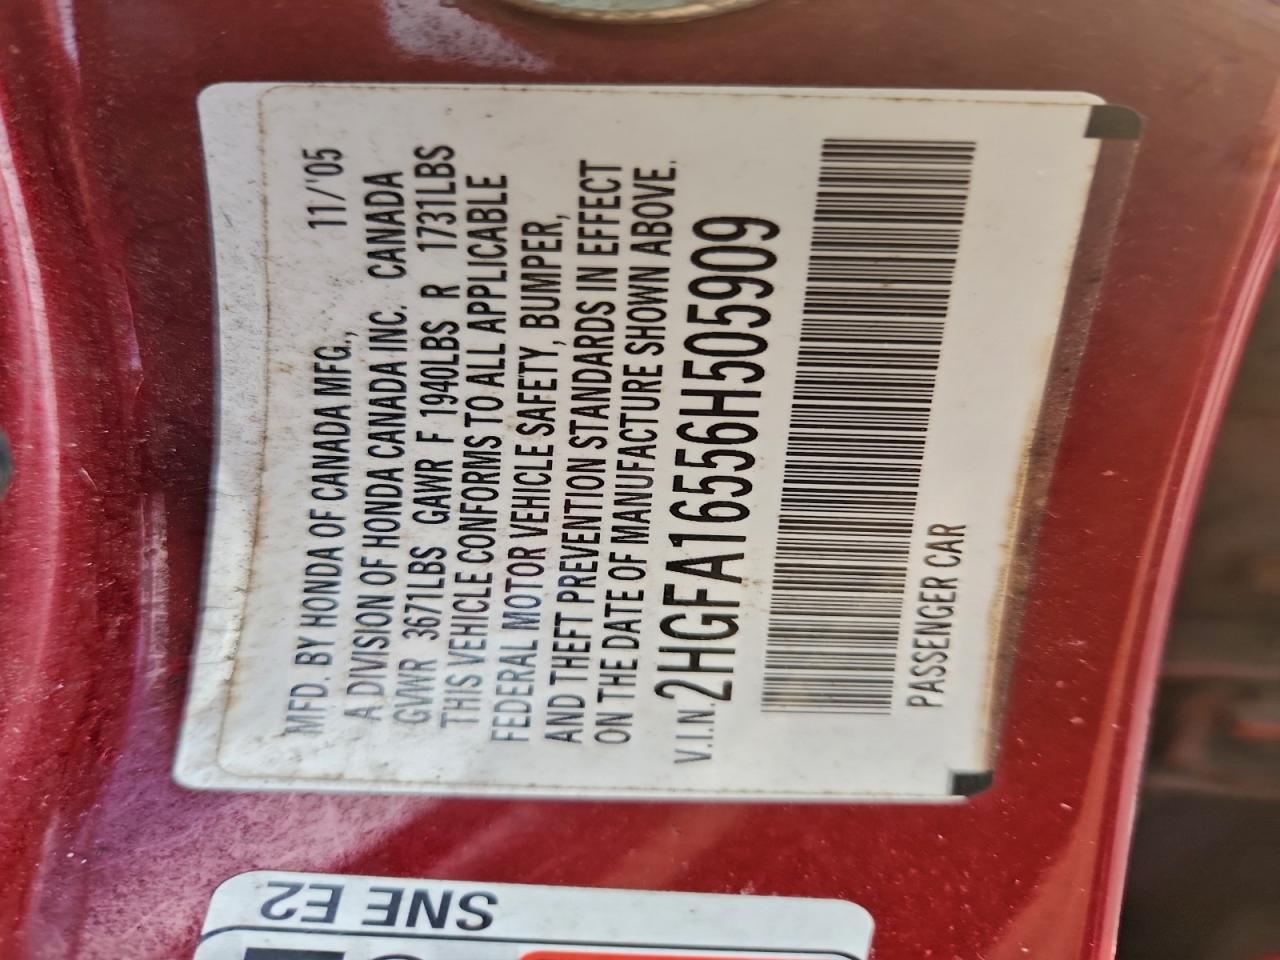 MFD. BY HONDA OF CANADA MFG., 11/'05
A DIVISION OF HONDA CANADA INC. CANADA
GVWR 3671LBS GAWR F 1940LBS R 1731LBS
THIS VEHICLE CONFORMS TO ALL APPLICABLE
FEDERAL MOTOR VEHICLE SAFETY, BUMPER,
AND THEFT PREVENTION STANDARDS IN EFFECT
ON THE DATE OF MANUFACTURE SHOWN ABOVE.
V.I.N. 2HGFA1656H505909
PASSENGER CAR
SNE E2